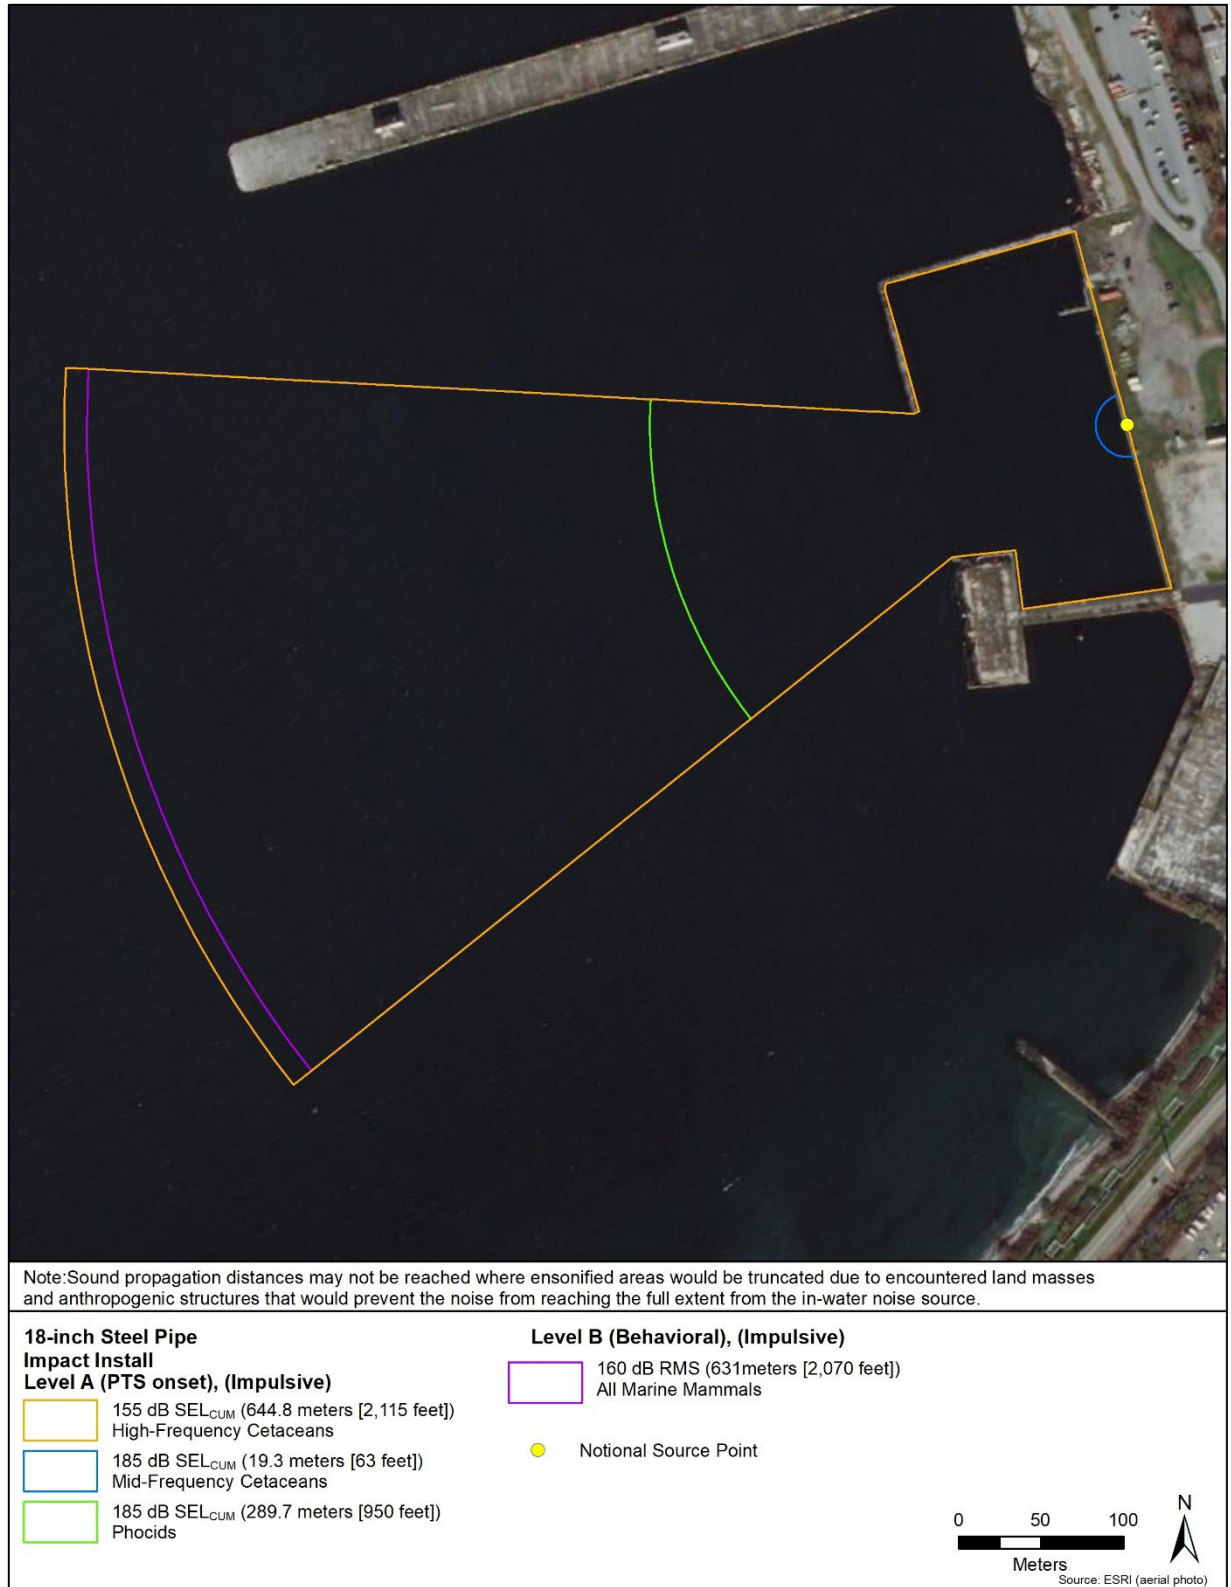 Note:Sound propagation distances may not be reached where ensonified areas would be truncated due to encountered land masses
and anthropogenic structures that would prevent the noise from reaching the full extent from the in-water noise source.
18-inch Steel Pipe
Impact Install
Level A (PTS onset), (Impulsive)
155 dB SELCUM (644.8 meters [2,115 feet])
High-Frequency Cetaceans
185 dB SELCUM (19.3 meters [63 feet])
Mid-Frequency Cetaceans
185 dB SELCUM (289.7 meters [950 feet])
Phocids
Level B (Behavioral), (Impulsive)
160 dB RMS (631meters [2,070 feet])
All Marine Mammals
Notional Source Point
0 50 100
Meters
N
Source: ESRI (aerial photo)